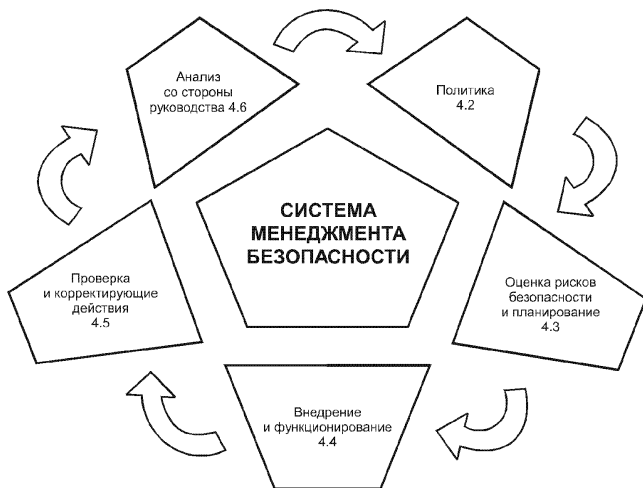 Анализ
со стороны
руководства 4.6
Политика
4.2
СИСТЕМА
МЕНЕДЖМЕНТА
БЕЗОПАСНОСТИ
Проверка
и корректирующие
действия
4.5
Оценка рисков
безопасности
и планирование
4.3
Внедрение
и функционирование
4.4